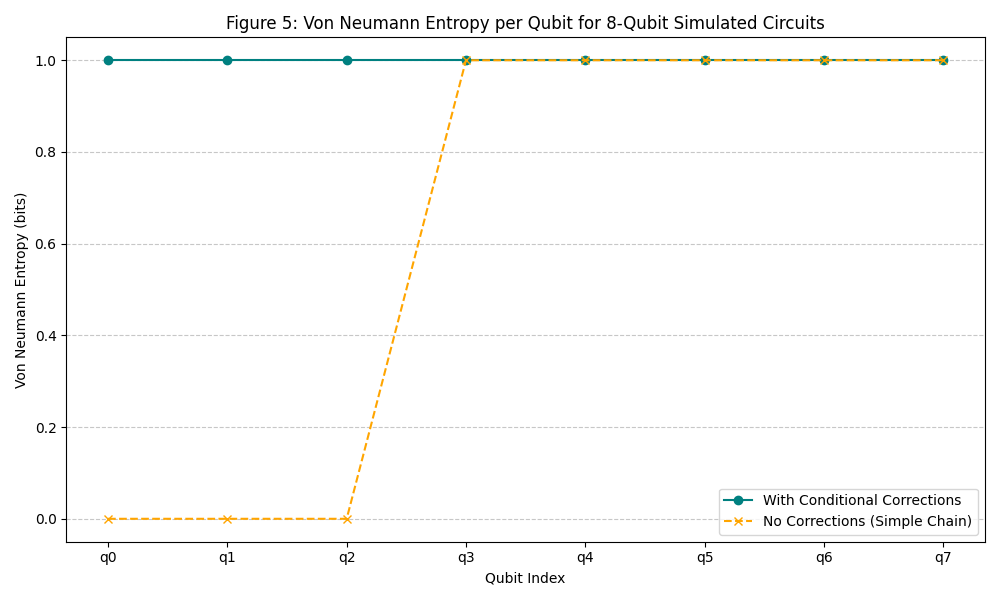 Figure 5: Von Neumann Entropy per Qubit for 8-Qubit Simulated Circuits
Von Neumann Entropy (bits)
1.0
0.8
0.6
0.4
0.2
0.0
With Conditional Corrections
No Corrections (Simple Chain)
q0 q1 q2 q3 q4 q5 q6 q7
Qubit Index